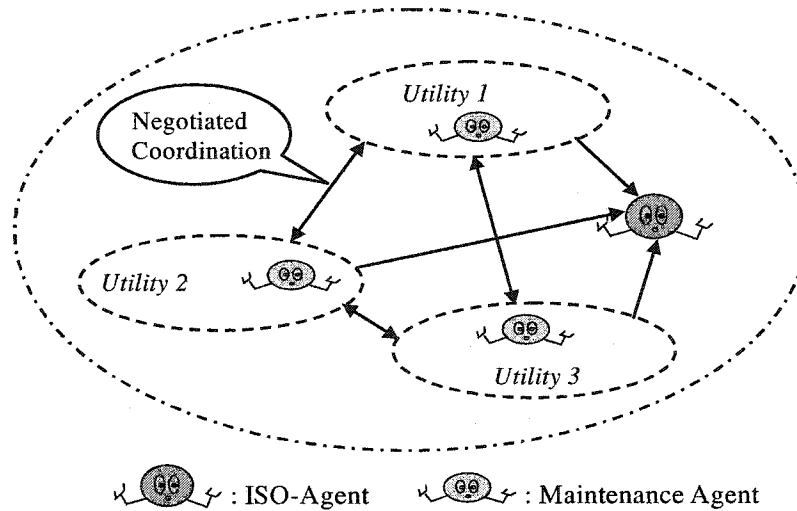 Utility 1
Negotiated
Coordination
Utility 2
Utility 3
: ISO-Agent : Maintenance Agent